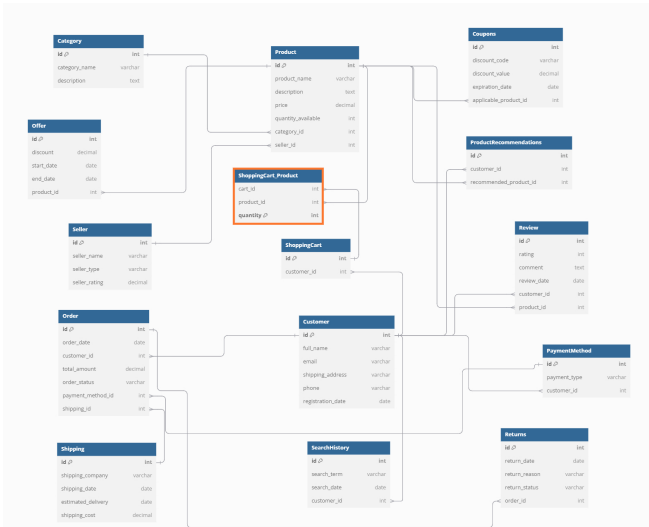 Category
id int
category_name varchar
description text
Product
id int
product_name varchar
description text
price decimal
quantity_available int
category_id int
seller_id int
Coupons
id int
discount_code varchar
discount_value decimal
expiration_date date
applicable_product_id int
Offer
id int
discount decimal
start_date date
end_date date
product_id int
ProductRecommendations
id int
customer_id int
recommended_product_id int
ShoppingCart_Product
cart_id int
product_id int
quantity int
Seller
id int
seller_name varchar
seller_type varchar
seller_rating decimal
ShoppingCart
id int
customer_id int
Review
id int
rating int
comment text
review_date date
customer_id int
product_id int
Order
id int
order_date date
customer_id int
total_amount decimal
order_status varchar
payment_method_id int
shipping_id int
Customer
id int
full_name varchar
email varchar
shipping_address varchar
phone varchar
registration_date date
PaymentMethod
id int
payment_type varchar
customer_id int
Shipping
id int
shipping_company varchar
shipping_date date
estimated_delivery date
shipping_cost decimal
SearchHistory
id int
search_term varchar
search_date date
customer_id int
Returns
id int
return_date date
return_reason varchar
return_status varchar
order_id int